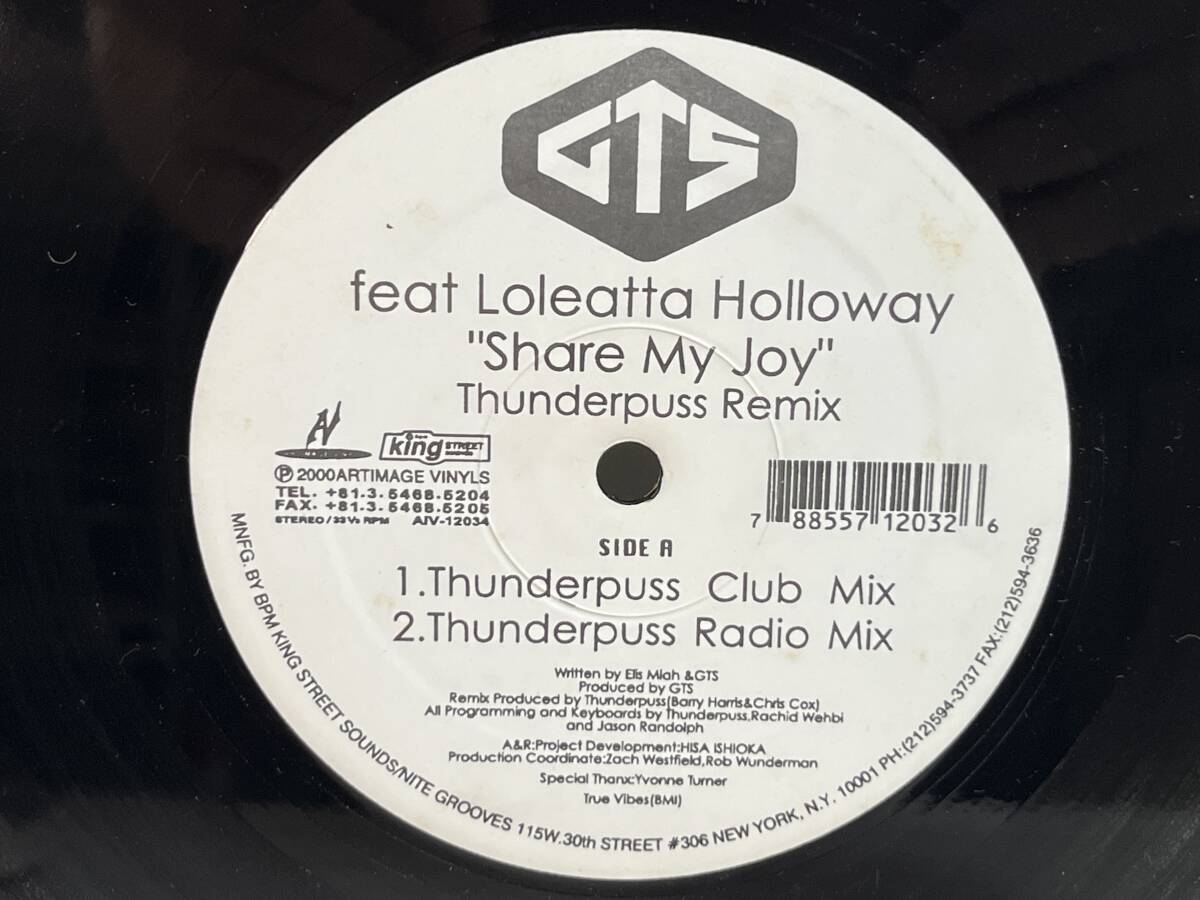 GTS
feat Loleatta Holloway
"Share My Joy"
Thunderpuss Remix
king STREET
℗ 2000ARTIMAGE VINYLS
TEL. +81.3.5468.5204
FAX. +81.3.5468.5205
STEREO/33⅓ RPM AIV-12034
7 88557 12032 6
SIDE A
1.Thunderpuss Club Mix
2.Thunderpuss Radio Mix
Written by Elis Miah &GTS
Produced by GTS
Remix Produced by Thunderpuss(Barry Harris&Chris Cox)
All Programming and Keyboards by Thunderpuss,Rachid Wehbi
and Jason Randolph
A&R:Project Development:HISA ISHIOKA
Production Coordinate:Zach Westfield,Rob Wunderman
Special Thanx:Yvonne Turner
True Vibes(BMI)
MNFG. BY BPM KING STREET SOUNDS/NITE GROOVES 115W.30th STREET #306 NEW YORK, N.Y. 10001 PH:(212)594-3737 FAX:(212)594-3636